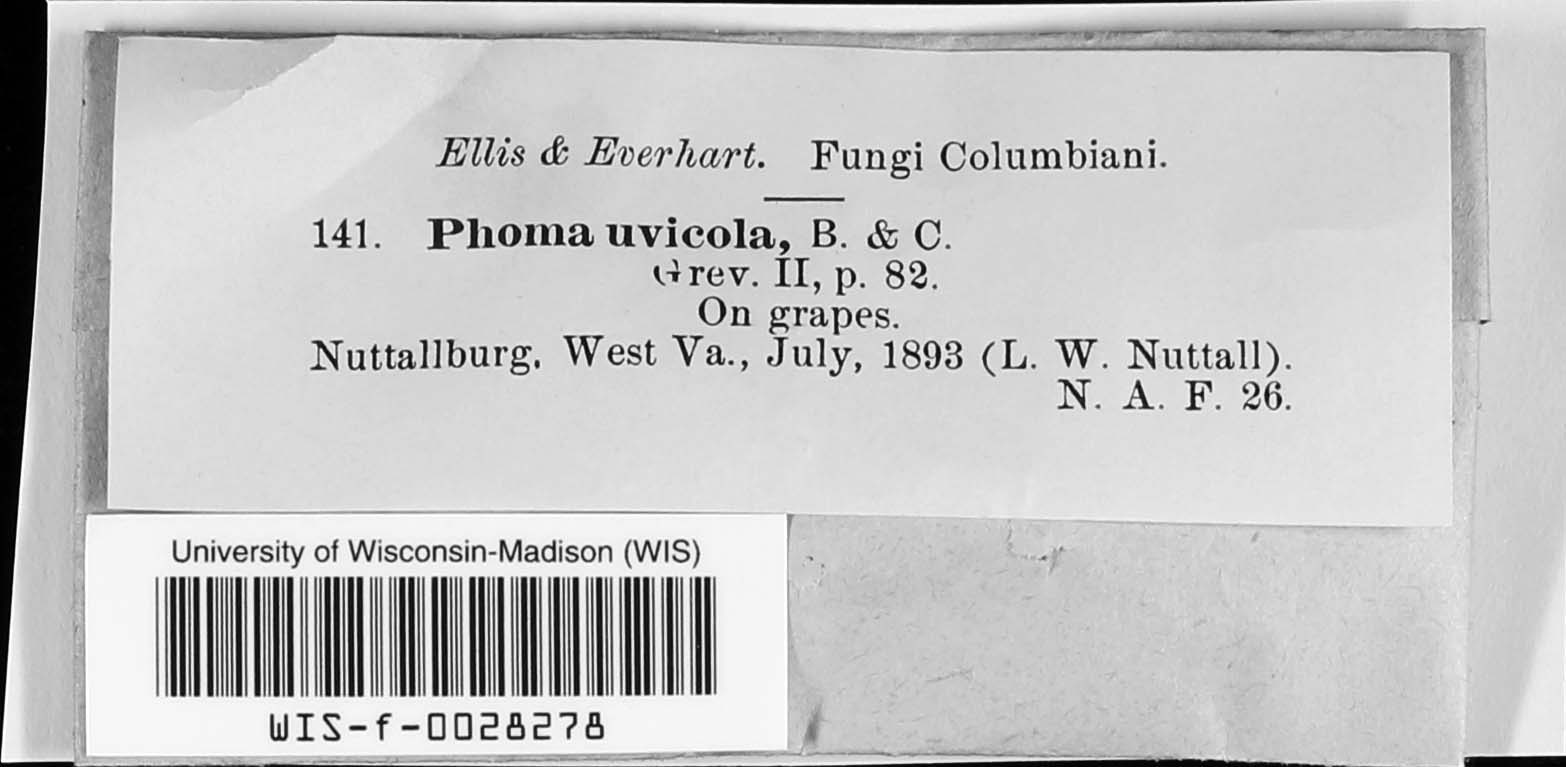 Ellis & Everhart. Fungi Columbiani.
141. Phoma uvicola, B. & C.
Grev. II, p. 82.
On grapes.
Nuttallburg, West Va., July, 1893 (L. W. Nuttall).
N. A. F. 26.
University of Wisconsin-Madison (WIS)
WIS-f-0028278